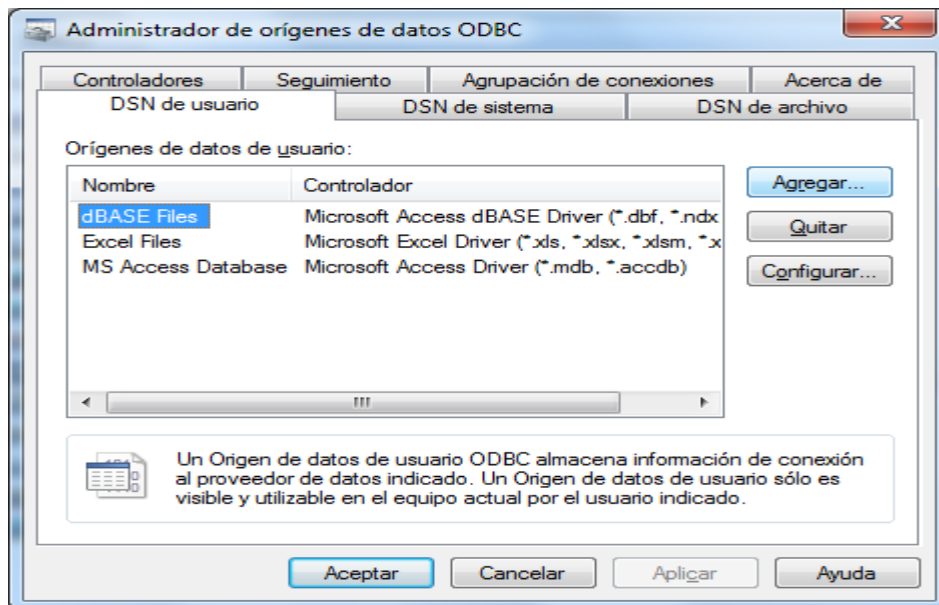 Administrador de orígenes de datos ODBC
Controladores Seguimiento Agrupación de conexiones Acerca de
DSN de usuario DSN de sistema DSN de archivo
Orígenes de datos de usuario:
Nombre Controlador
dBASE Files Microsoft Access dBASE Driver (*.dbf, *.ndx
Excel Files Microsoft Excel Driver (*.xls, *.xlsx, *.xlsm, *.x
MS Access Database Microsoft Access Driver (*.mdb, *.accdb)
Agregar...
Quitar
Configurar...
Un Origen de datos de usuario ODBC almacena información de conexión
al proveedor de datos indicado. Un Origen de datos de usuario sólo es
visible y utilizable en el equipo actual por el usuario indicado.
Aceptar Cancelar Aplicar Ayuda